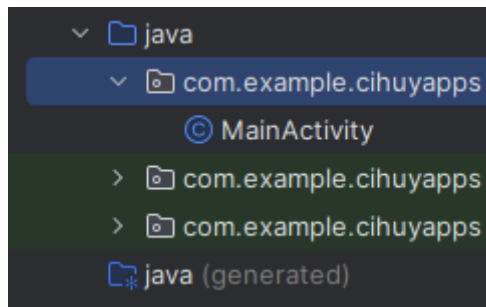 java
com.example.cihuyapps
MainActivity
com.example.cihuyapps
com.example.cihuyapps
java (generated)